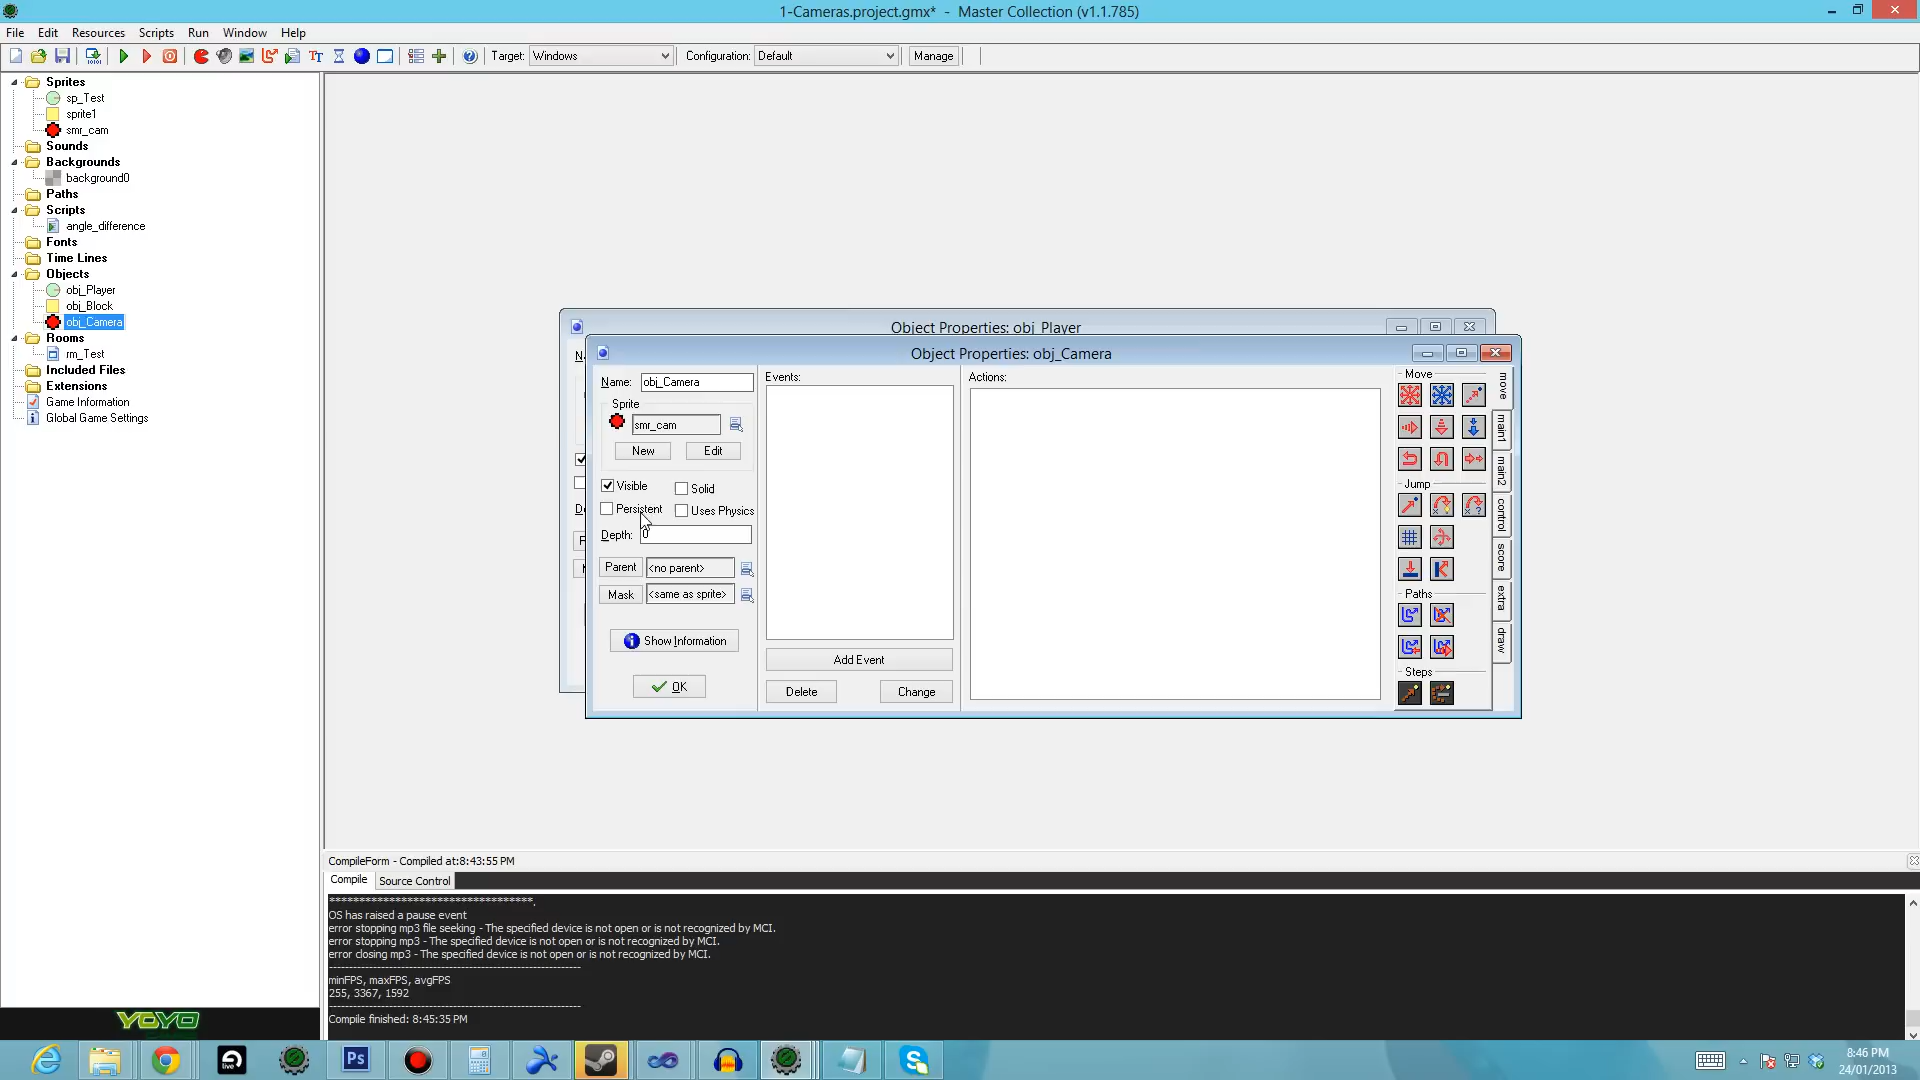 1-Cameras.project.gmx* - Master Collection (v1.1.785)
File Edit Resources Scripts Run Window Help
Target: Windows Configuration: Default Manage
Sprites
sp_Test
sprite1
smr_cam
Sounds
Backgrounds
background0
Paths
Scripts
angle_difference
Fonts
Time Lines
Objects
obj_Player
obj_Block
obj_Camera
Rooms
rm_Test
Included Files
Extensions
Game Information
Global Game Settings
YOYO
Object Properties: obj_Player
Object Properties: obj_Camera
Name: obj_Camera
Sprite
smr_cam
New Edit
Visible Solid
Persistent Uses Physics
Depth: 0
Parent <no parent>
Mask <same as sprite>
Show Information
OK
Events:
Add Event
Delete Change
Actions:
Move
Jump
Paths
Steps
move
main1
main2
control
score
extra
draw
CompileForm - Compiled at:8:43:55 PM
Compile Source Control
***********************************.
OS has raised a pause event
error stopping mp3 file seeking - The specified device is not open or is not recognized by MCI.
error stopping mp3 - The specified device is not open or is not recognized by MCI.
error closing mp3 - The specified device is not open or is not recognized by MCI.
---------------------------------------------------------------
minFPS, maxFPS, avgFPS
255, 3367, 1592
---------------------------------------------------------------
Compile finished: 8:45:35 PM
live
Ps
8:46 PM
24/01/2013